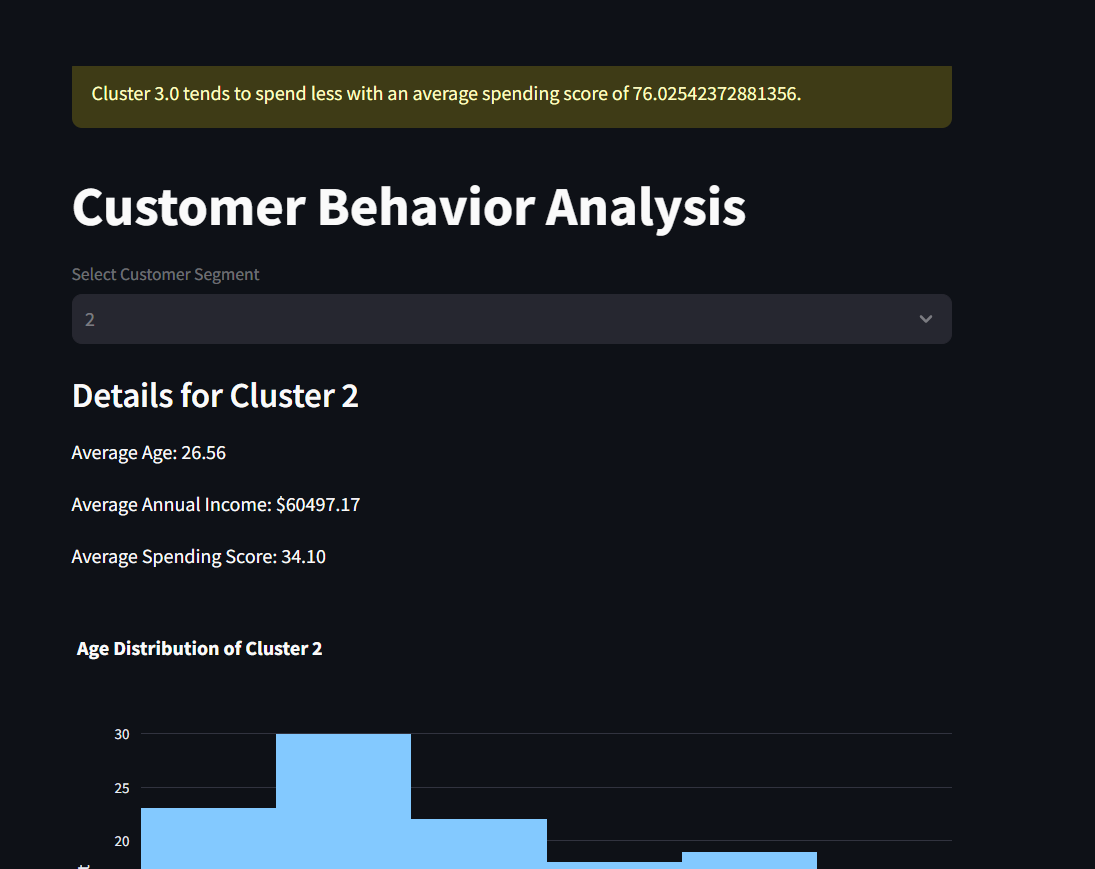 Cluster 3.0 tends to spend less with an average spending score of 76.02542372881356.
Customer Behavior Analysis
Select Customer Segment
2
Details for Cluster 2
Average Age: 26.56
Average Annual Income: $60497.17
Average Spending Score: 34.10
Age Distribution of Cluster 2
30
25
20